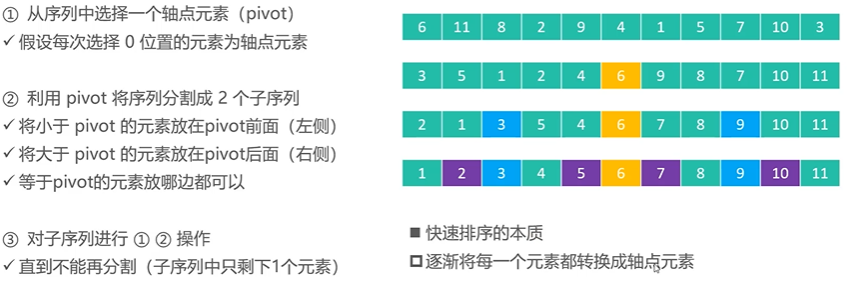 ① 从序列中选择一个轴点元素（pivot）
✓ 假设每次选择 0 位置的元素为轴点元素
② 利用 pivot 将序列分割成 2 个子序列
✓ 将小于 pivot 的元素放在pivot前面（左侧）
✓ 将大于 pivot 的元素放在pivot后面（右侧）
✓ 等于pivot的元素放哪边都可以
③ 对子序列进行 ① ② 操作
✓ 直到不能再分割（子序列中只剩下1个元素）
6 11 8 2 9 4 1 5 7 10 3
3 5 1 2 4 6 9 8 7 10 11
2 1 3 5 4 6 7 8 9 10 11
1 2 3 4 5 6 7 8 9 10 11
■ 快速排序的本质
逐渐将每一个元素都转换成轴点元素